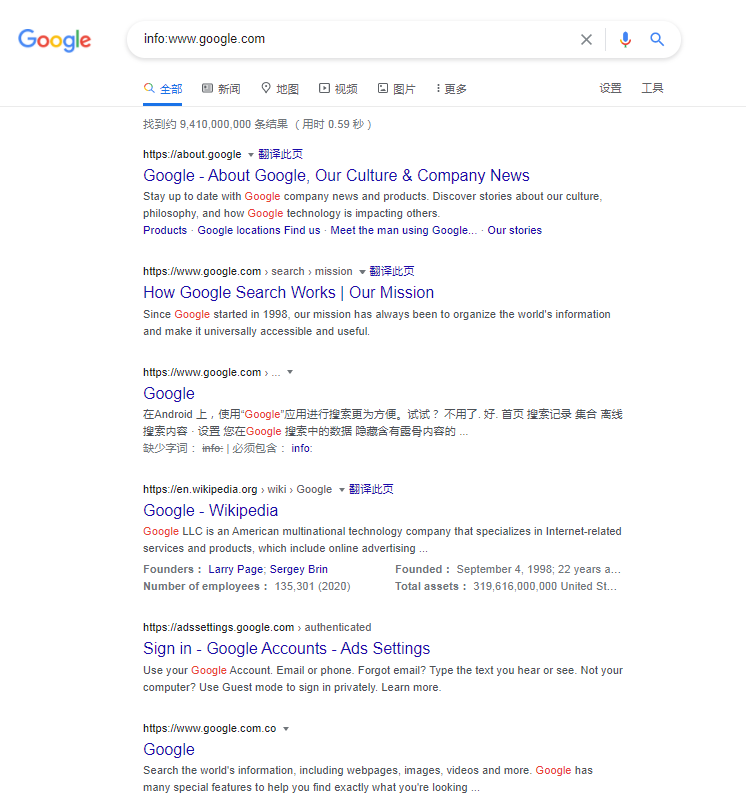 Google
info:www.google.com
全部 新闻 地图 视频 图片 更多 设置 工具
找到约 9,410,000,000 条结果 （用时 0.59 秒）
https://about.google 翻译此页
Google - About Google, Our Culture & Company News
Stay up to date with Google company news and products. Discover stories about our culture,
philosophy, and how Google technology is impacting others.
Products · Google locations Find us · Meet the man using Google... · Our stories
https://www.google.com › search › mission 翻译此页
How Google Search Works | Our Mission
Since Google started in 1998, our mission has always been to organize the world's information
and make it universally accessible and useful.
https://www.google.com › ...
Google
在Android 上，使用“Google”应用进行搜索更为方便。试试？ 不用了. 好. 首页 搜索记录 集合 离线
搜索内容 · 设置 您在Google 搜索中的数据 隐藏含有露骨内容的 ...
缺少字词： info: | 必须包含： info:
https://en.wikipedia.org › wiki › Google 翻译此页
Google - Wikipedia
Google LLC is an American multinational technology company that specializes in Internet-related
services and products, which include online advertising ...
Founders： Larry Page; Sergey Brin Founded： September 4, 1998; 22 years a...
Number of employees： 135,301 (2020) Total assets： 319,616,000,000 United St...
https://adssettings.google.com › authenticated
Sign in - Google Accounts - Ads Settings
Use your Google Account. Email or phone. Forgot email? Type the text you hear or see. Not your
computer? Use Guest mode to sign in privately. Learn more.
https://www.google.com.co
Google
Search the world's information, including webpages, images, videos and more. Google has
many special features to help you find exactly what you're looking ...